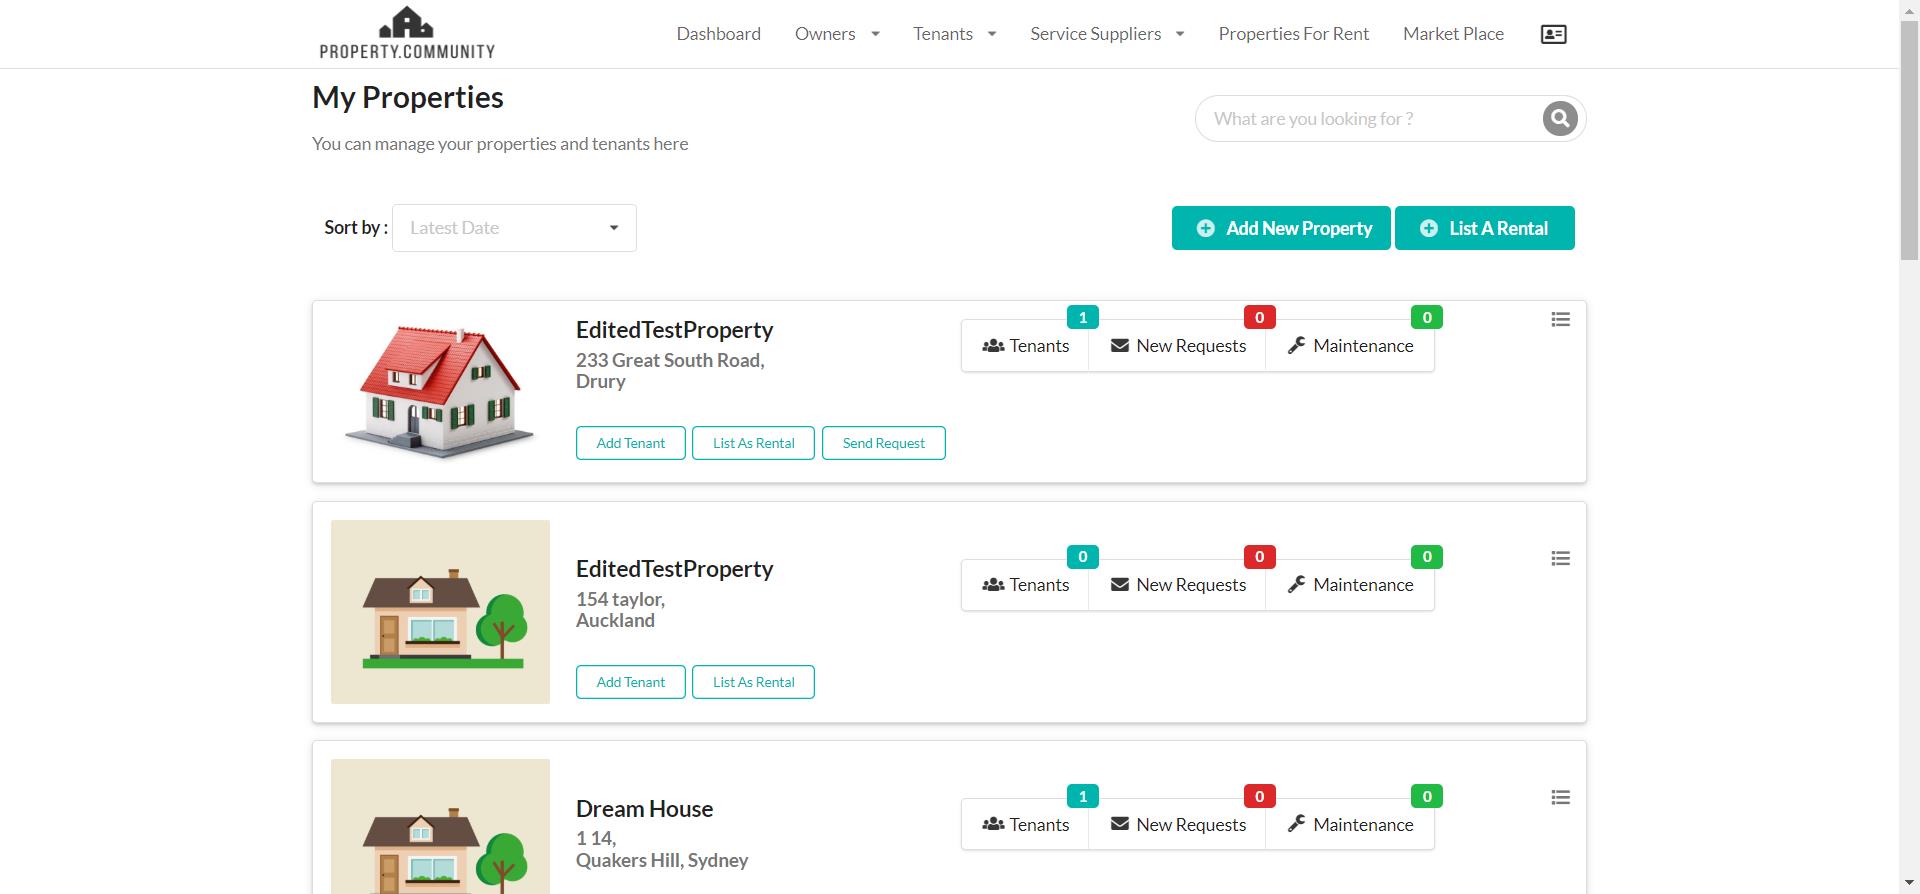 PROPERTY.COMMUNITY
Dashboard Owners Tenants Service Suppliers Properties For Rent Market Place
My Properties
What are you looking for ?
You can manage your properties and tenants here
Sort by : Latest Date
Add New Property List A Rental
EditedTestProperty
233 Great South Road,
Drury
1 0 0
Tenants New Requests Maintenance
Add Tenant List As Rental Send Request
EditedTestProperty
154 taylor,
Auckland
0 0 0
Tenants New Requests Maintenance
Add Tenant List As Rental
Dream House
1 14,
Quakers Hill, Sydney
1 0 0
Tenants New Requests Maintenance